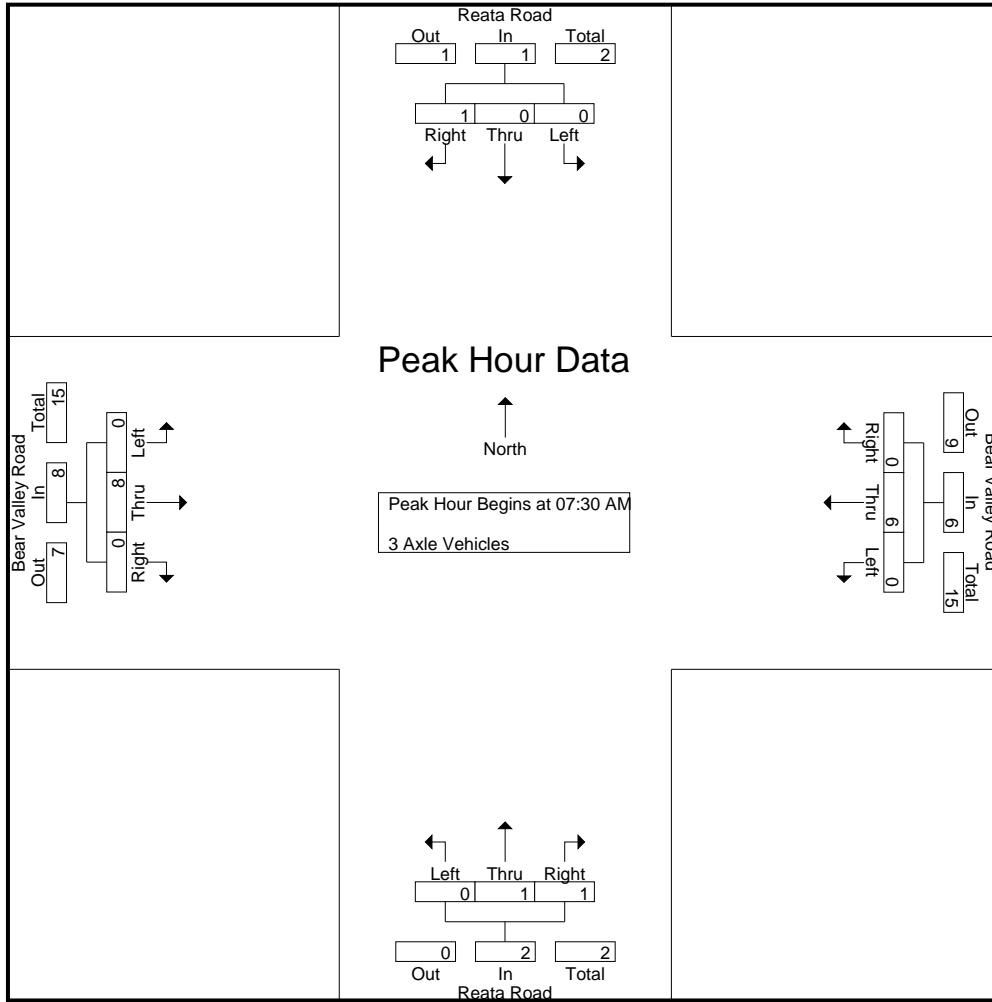 Reata Road
Out In Total
1 1 2
1 0 0
Right Thru Left
Peak Hour Data
North
Peak Hour Begins at 07:30 AM
3 Axle Vehicles
Bear Valley Road
Total In Out
15 8 7
0 8 0
Left Thru Right
Bear Valley Road
Out In Total
9 6 15
0 6 0
Right Thru Left
Left Thru Right
0 1 1
0 2 2
Out In Total
Reata Road